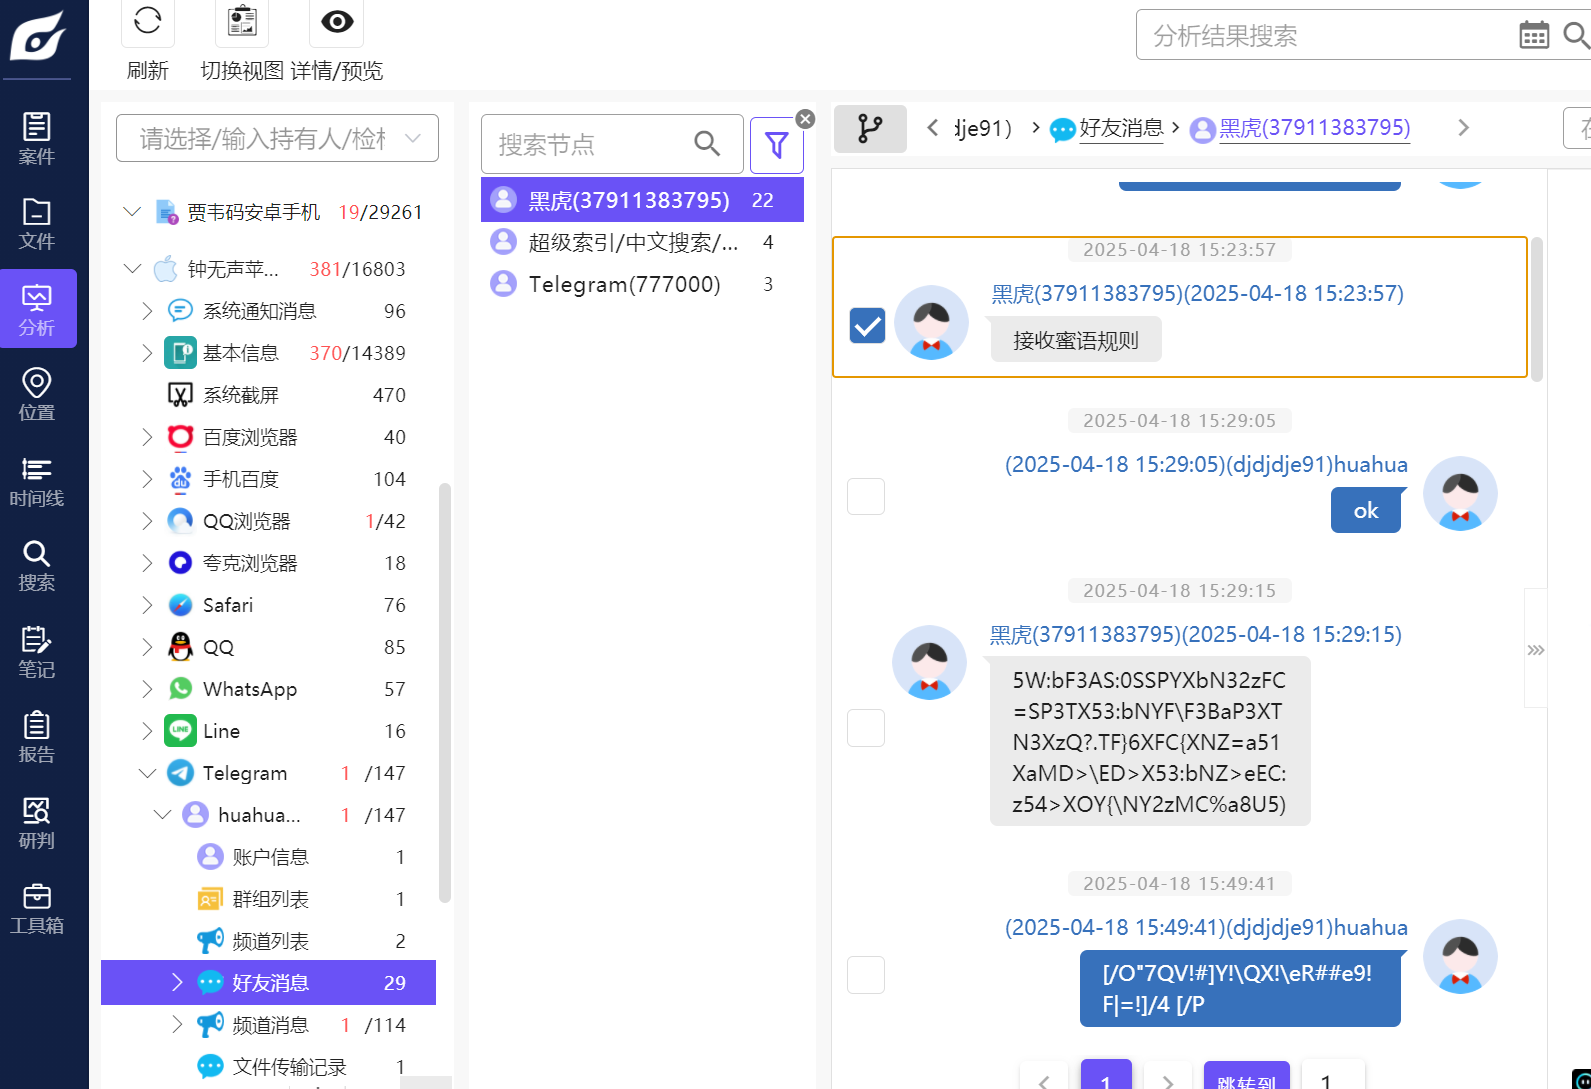 刷新
切换视图
详情/预览
分析结果搜索
案件
文件
分析
位置
时间线
搜索
笔记
报告
研判
工具箱
请选择/输入持有人/检
贾韦码安卓手机 19/29261
钟无声苹... 381/16803
系统通知消息 96
基本信息 370/14389
系统截屏 470
百度浏览器 40
手机百度 104
QQ浏览器 1/42
夸克浏览器 18
Safari 76
QQ 85
WhatsApp 57
Line 16
Telegram 1 /147
huahua... 1 /147
账户信息 1
群组列表 1
频道列表 2
好友消息 29
频道消息 1 /114
文件传输记录 1
搜索节点
黑虎(37911383795) 22
超级索引/中文搜索/... 4
Telegram(777000) 3
dje91) > 好友消息 > 黑虎(37911383795)
2025-04-18 15:23:57
黑虎(37911383795)(2025-04-18 15:23:57)
接收蜜语规则
2025-04-18 15:29:05
(2025-04-18 15:29:05)(djdjdje91)huahua
ok
2025-04-18 15:29:15
黑虎(37911383795)(2025-04-18 15:29:15)
5W:bF3AS:0SSPYXbN32zFC
=SP3TX53:bNYF\F3BaP3XT
N3XzQ?.TF}6XFC{XNZ=a51
XaMD>\ED>X53:bNZ>eEC:
z54>XOY{\NY2zMC%a8U5)
2025-04-18 15:49:41
(2025-04-18 15:49:41)(djdjdje91)huahua
[/O"7QV!#]Y!\QX!\eR##e9!
F|=!]/4 [/P
1
跳转到
1